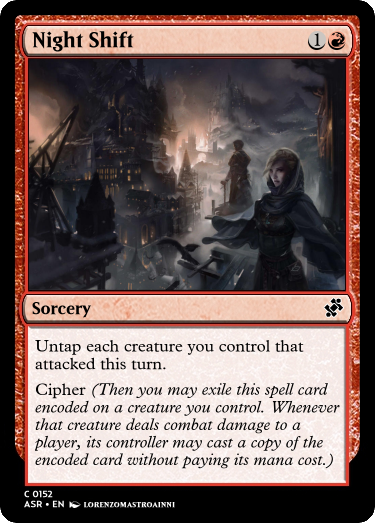 Night Shift 1
Sorcery
Untap each creature you control that
attacked this turn.
Cipher (Then you may exile this spell card
encoded on a creature you control. Whenever
that creature deals combat damage to a
player, its controller may cast a copy of the
encoded card without paying its mana cost.)
C 0152
ASR • EN LORENZOMASTROAINNI